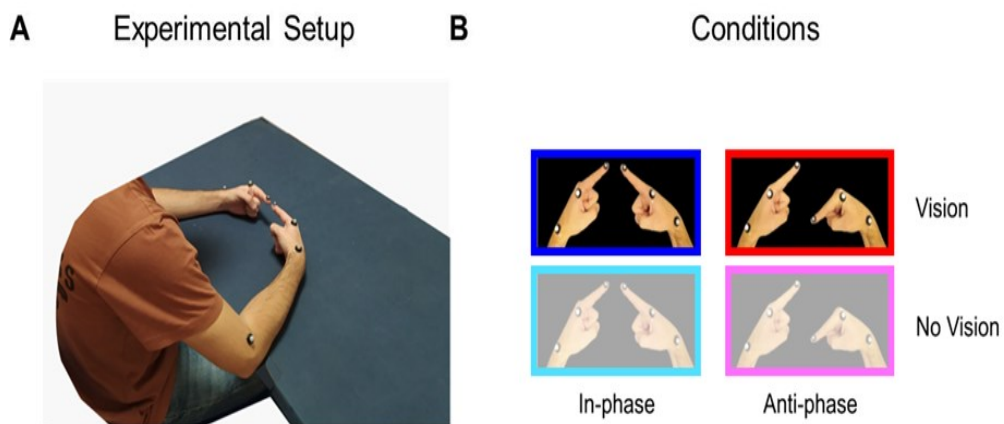 A
Experimental Setup
B
Conditions
Vision
No Vision
In-phase
Anti-phase